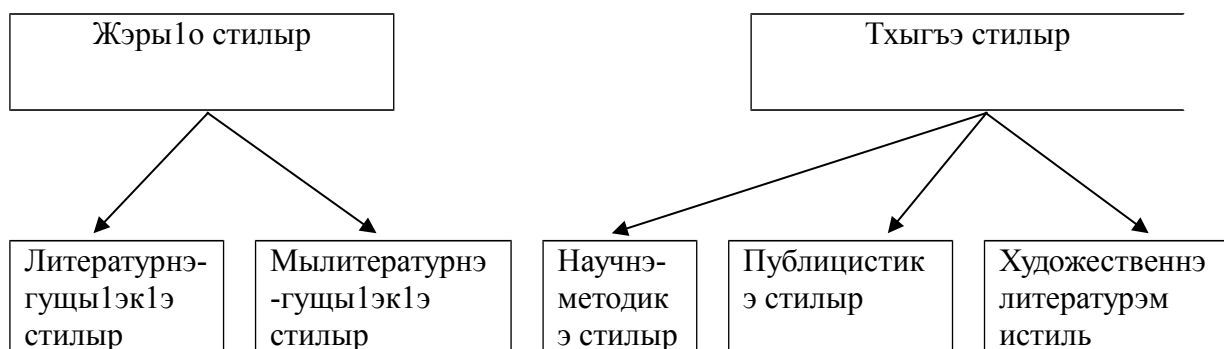 Жэры1о стилыр
Тхыгъэ стилыр
Литературнэ-
гущы1эк1э
стилыр
Мылитературнэ
-гущы1эк1э
стилыр
Научнэ-
методик
э стилыр
Публицистик
э стилыр
Художественнэ
литературэм
истиль